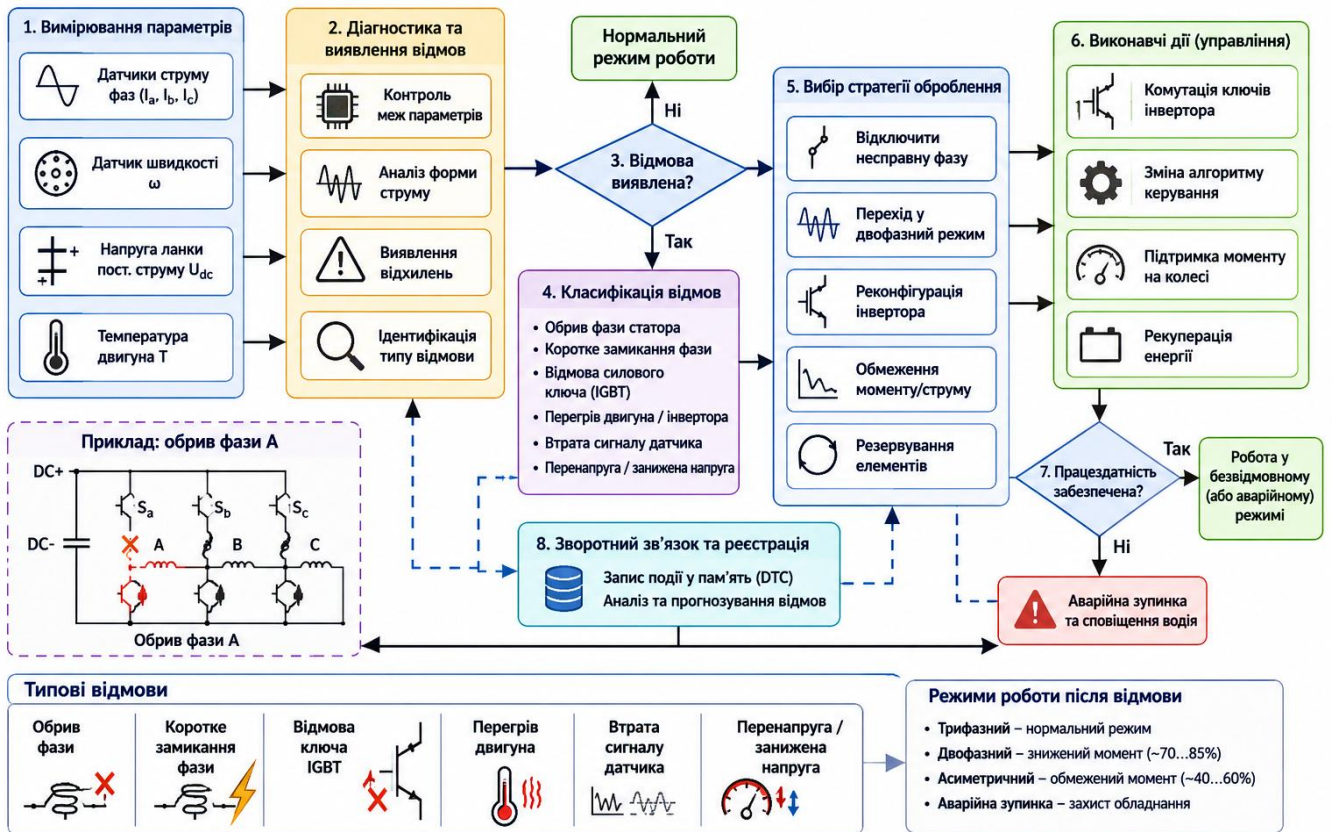 1. Вимірювання параметрів
Датчики струму
фаз (Ia, Ib, Ic)
Датчик швидкості
ω
Напруга ланки
пост. струму Udc
Температура
двигуна T
2. Діагностика та
виявлення відмов
Контроль
меж параметрів
Аналіз форми
струму
Виявлення
відхилень
Ідентифікація
типу відмови
Нормальний
режим роботи
Ні
3. Відмова
виявлена?
Так
4. Класифікація відмов
• Обрив фази статора
• Коротке замикання фази
• Відмова силового
ключа (IGBT)
• Перегрів двигуна / інвертора
• Втрата сигналу датчика
• Перенапруга / занижена напруга
5. Вибір стратегії оброблення
Відключити
несправну фазу
Перехід у
двофазний режим
Реконфігурація
інвертора
Обмеження
моменту/струму
Резервування
елементів
6. Виконавчі дії (управління)
Комутація ключів
інвертора
Зміна алгоритму
керування
Підтримка моменту
на колесі
Рекуперація
енергії
7. Працездатність
забезпечена?
Так
Робота у
безвідмовному
(або аварійному)
режимі
Ні
Аварійна зупинка
та сповіщення водія
8. Зворотний зв'язок та реєстрація
Запис події у пам'ять (DTC)
Аналіз та прогнозування відмов
Приклад: обрив фази А
DC+
Sa
Sb
Sc
DC-
A
B
C
Обрив фази А
Типові відмови
Обрив
фази
Коротке
замикання
фази
Відмова
ключа
IGBT
Перегрів
двигуна
Втрата
сигналу
датчика
Перенапруга /
занижена
напруга
Режими роботи після відмови
• Трифазний – нормальний режим
• Двофазний – знижений момент (~70...85%)
• Асиметричний – обмежений момент (~40...60%)
• Аварійна зупинка – захист обладнання